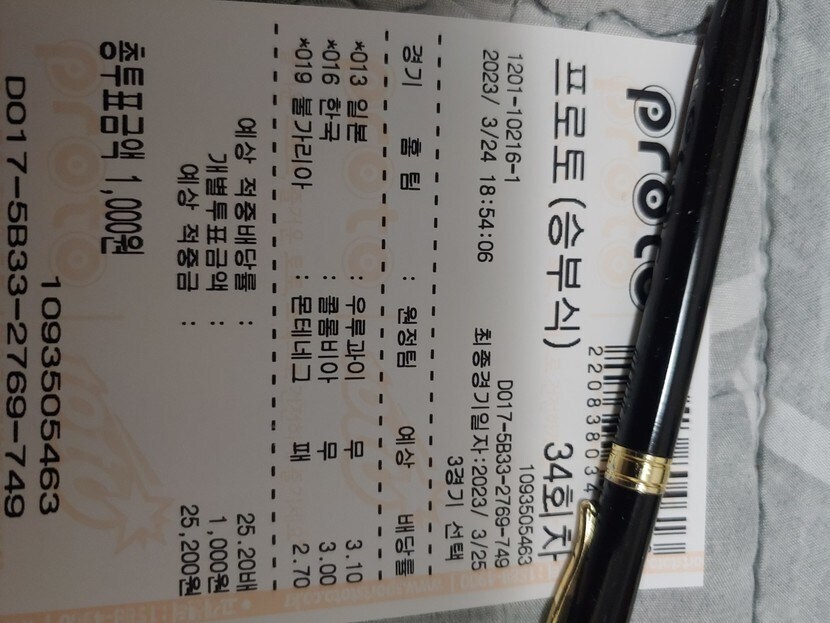 proto
220838034
프로토 (승부식) 34회차
1093505463
1201-10216-1 D017-5B33-2769-749
2023/ 3/24 18:54:06 최종경기일자:2023/ 3/25
3경기 선택
경기 홈 팀 : 원정팀 예상 배당률
*013 일본 : 우루과이 무 3.10
*016 한국 : 콜롬비아 무 3.00
*019 불가리아 : 몬테네그 패 2.70
예상 적중배당률 : 25.20배
개별투표금액 : 1,000원
예상 적중금 : 25,200원
총투표금액 1,000원
1093505463
D017-5B33-2769-749